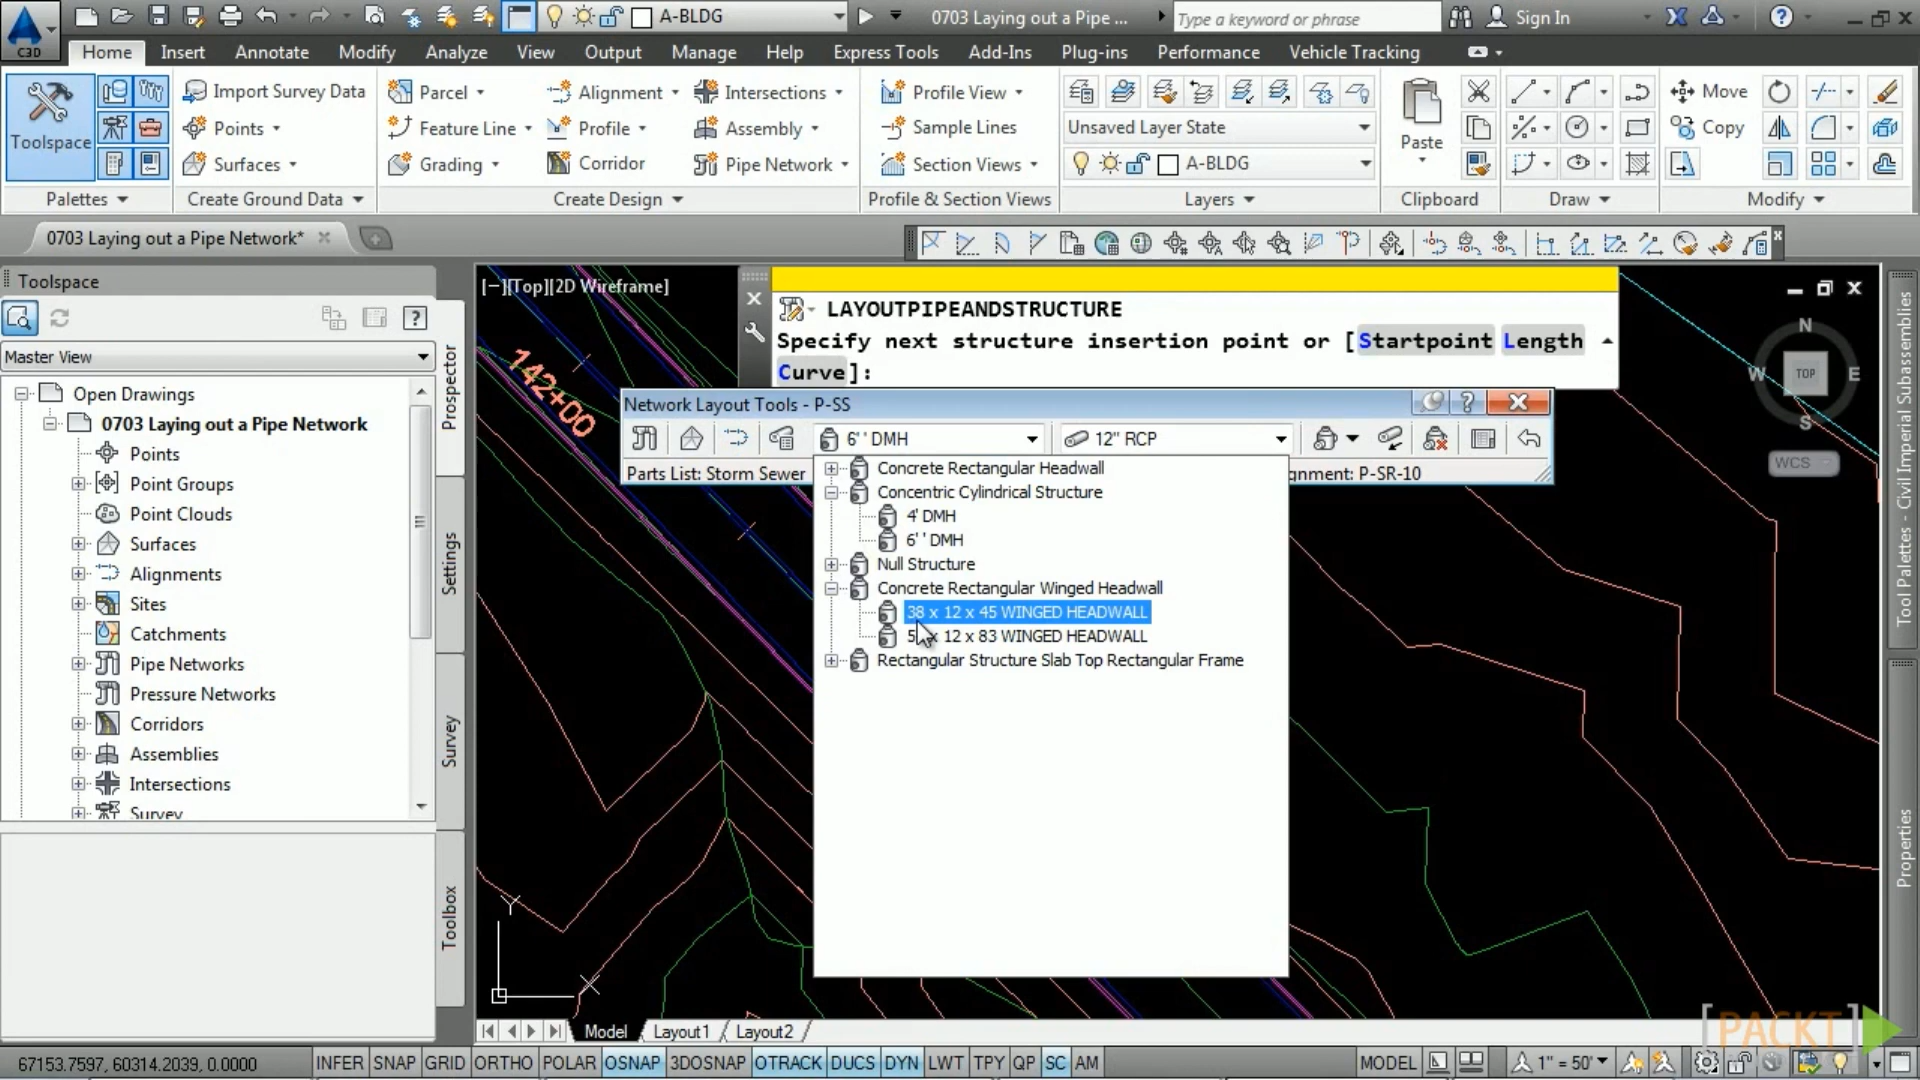 A-BLDG
0703 Laying out a Pipe ...
Type a keyword or phrase
Sign In
C3D
Home Insert Annotate Modify Analyze View Output Manage Help Express Tools Add-Ins Plug-ins Performance Vehicle Tracking
Toolspace
Import Survey Data
Points
Surfaces
Parcel
Feature Line
Grading
Alignment
Profile
Corridor
Intersections
Assembly
Pipe Network
Profile View
Sample Lines
Section Views
Unsaved Layer State
A-BLDG
Paste
Move
Copy
Palettes
Create Ground Data
Create Design
Profile & Section Views
Layers
Clipboard
Draw
Modify
0703 Laying out a Pipe Network*
Toolspace
Master View
Open Drawings
0703 Laying out a Pipe Network
Points
Point Groups
Point Clouds
Surfaces
Alignments
Sites
Catchments
Pipe Networks
Pressure Networks
Corridors
Assemblies
Intersections
Survey
Prospector
Settings
Survey
Toolbox
[−][Top][2D Wireframe]
142+00
LAYOUTPIPEANDSTRUCTURE
Specify next structure insertion point or [Startpoint Length
Curve]:
Network Layout Tools - P-SS
6'' DMH
12" RCP
Parts List: Storm Sewer
gnment: P-SR-10
Concrete Rectangular Headwall
Concentric Cylindrical Structure
4' DMH
6'' DMH
Null Structure
Concrete Rectangular Winged Headwall
38 x 12 x 45 WINGED HEADWALL
x 12 x 83 WINGED HEADWALL
Rectangular Structure Slab Top Rectangular Frame
N
W TOP E
S
WCS
Tool Palettes - Civil Imperial Subassemblies
Properties
Y
X
Model Layout1 Layout2
[PACKT]
67153.7597, 60314.2039, 0.0000
INFER SNAP GRID ORTHO POLAR OSNAP 3DOSNAP OTRACK DUCS DYN LWT TPY QP SC AM
MODEL
1" = 50'